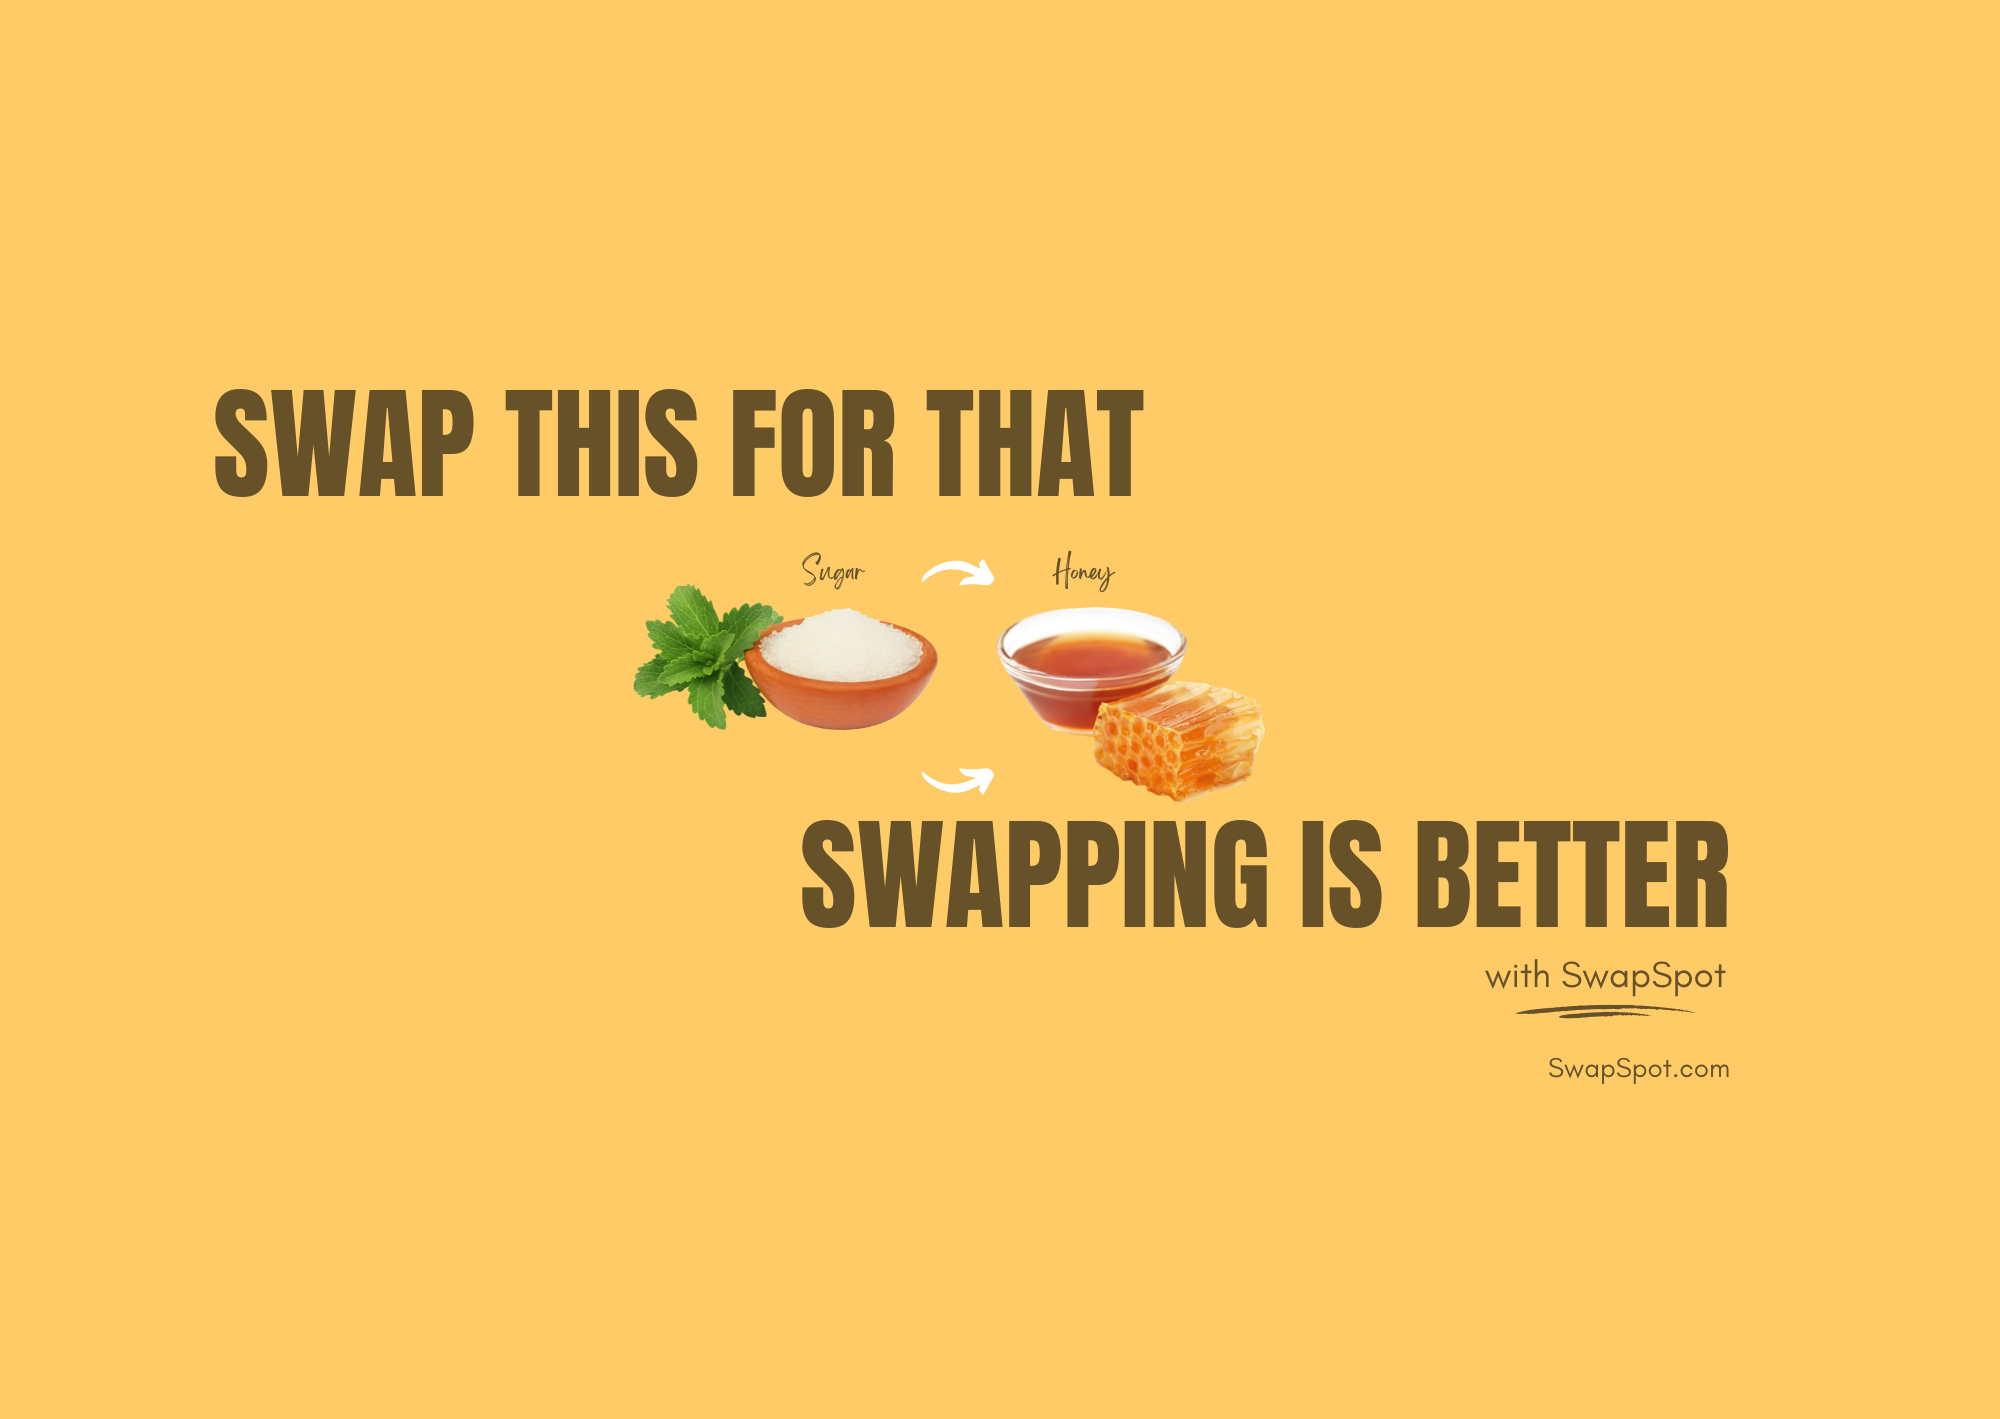 SWAP THIS FOR THAT
Sugar
Honey
SWAPPING IS BETTER
with SwapSpot
SwapSpot.com